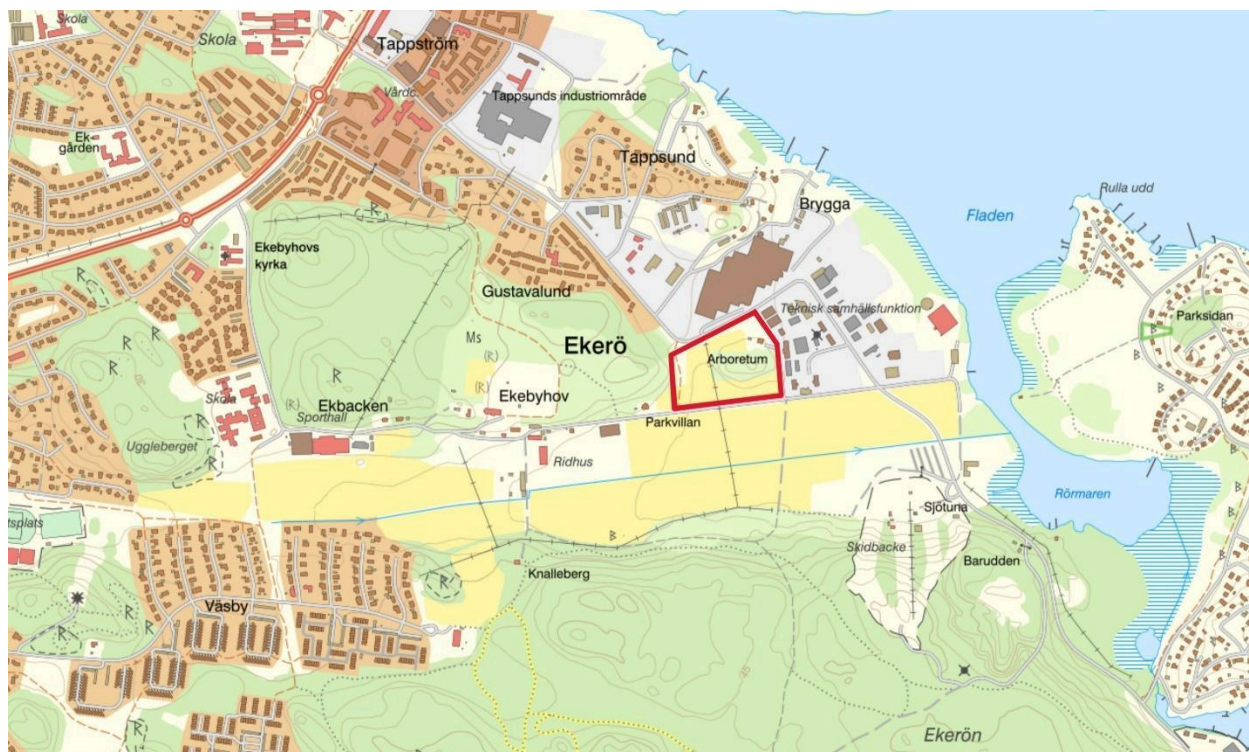 Skola
Skola
Tappström
Vårdc.
Tappsunds industriområde
Ek-
gården
Tappsund
Rulla udd
Brygga
Fladen
Ekebyhovs
kyrka
R
R
Gustavalund
Teknisk samhällsfunktion
Parksidan
Ms
Ekerö
(R)
Arboretum
R
(R)
Ekebyhov
Skola
(R)
Ekbacken
Sporthall
Parkvillan
Uggleberget
Ridhus
R
R
Rörmaren
Sjötuna
tsplats
B
Skidbacke
Barudden
Knalleberg
R
R
R
R
Väsby
R
Ekerön